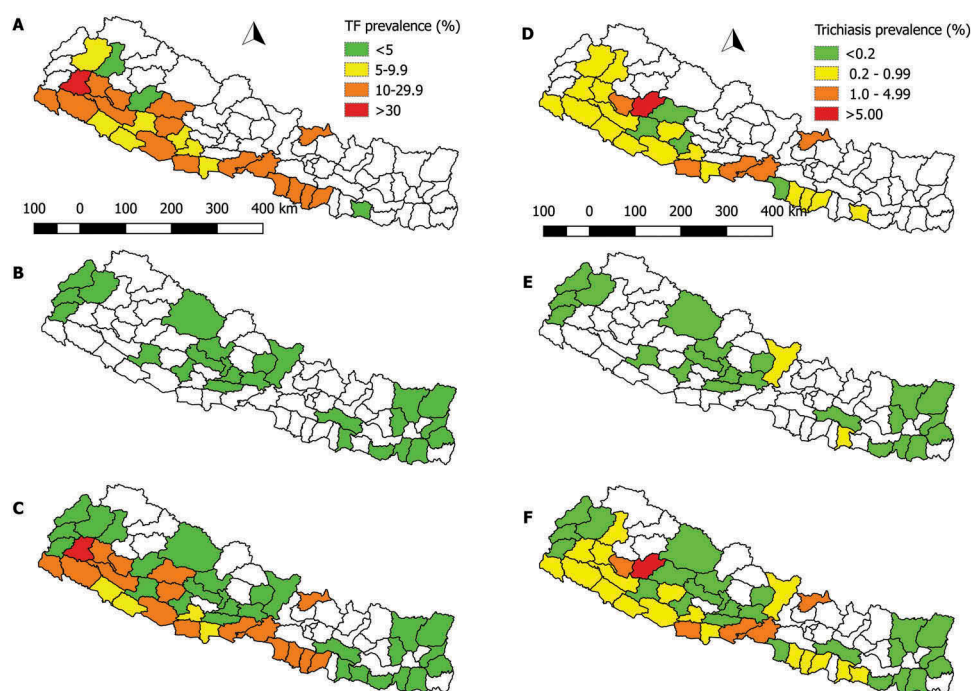 A
TF prevalence (%)
<5
5-9.9
10-29.9
>30
100 0 100 200 300 400 km
B
C
D
Trichiasis prevalence (%)
<0.2
0.2 - 0.99
1.0 - 4.99
>5.00
100 0 100 200 300 400 km
E
F